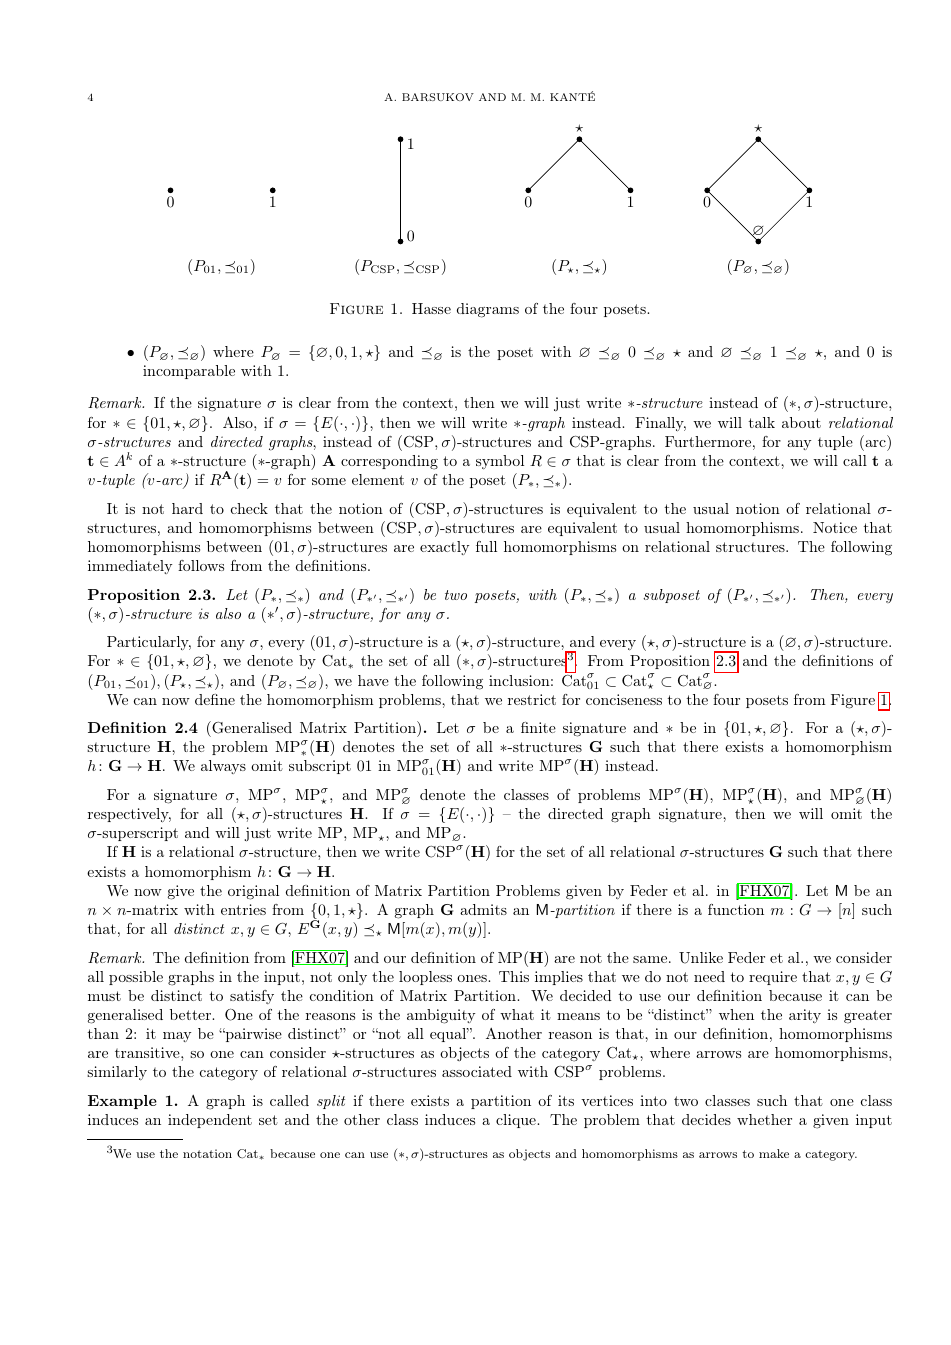 4 A. BARSUKOV AND M. M. KANTÉ
⋆ ⋆
1
0 1 0 1 0 1
0 ∅
(P₀₁, ⪯₀₁) (P_CSP, ⪯_CSP) (P⋆, ⪯⋆) (P∅, ⪯∅)
FIGURE 1. Hasse diagrams of the four posets.
• (P∅, ⪯∅) where P∅ = {∅, 0, 1, ⋆} and ⪯∅ is the poset with ∅ ⪯∅ 0 ⪯∅ ⋆ and ∅ ⪯∅ 1 ⪯∅ ⋆, and 0 is
incomparable with 1.
Remark. If the signature σ is clear from the context, then we will just write ∗-structure instead of (∗, σ)-structure,
for ∗ ∈ {01, ⋆, ∅}. Also, if σ = {E(·, ·)}, then we will write ∗-graph instead. Finally, we will talk about relational
σ-structures and directed graphs, instead of (CSP, σ)-structures and CSP-graphs. Furthermore, for any tuple (arc)
t ∈ Aᵏ of a ∗-structure (∗-graph) A corresponding to a symbol R ∈ σ that is clear from the context, we will call t a
v-tuple (v-arc) if R^A(t) = v for some element v of the poset (P∗, ⪯∗).
It is not hard to check that the notion of (CSP, σ)-structures is equivalent to the usual notion of relational σ-
structures, and homomorphisms between (CSP, σ)-structures are equivalent to usual homomorphisms. Notice that
homomorphisms between (01, σ)-structures are exactly full homomorphisms on relational structures. The following
immediately follows from the definitions.
Proposition 2.3. Let (P∗, ⪯∗) and (P∗′, ⪯∗′) be two posets, with (P∗, ⪯∗) a subposet of (P∗′, ⪯∗′). Then, every
(∗, σ)-structure is also a (∗′, σ)-structure, for any σ.
Particularly, for any σ, every (01, σ)-structure is a (⋆, σ)-structure, and every (⋆, σ)-structure is a (∅, σ)-structure.
For ∗ ∈ {01, ⋆, ∅}, we denote by Cat∗ the set of all (∗, σ)-structures³. From Proposition 2.3 and the definitions of
(P₀₁, ⪯₀₁), (P⋆, ⪯⋆), and (P∅, ⪯∅), we have the following inclusion: Cat^σ_01 ⊂ Cat^σ_⋆ ⊂ Cat^σ_∅.
We can now define the homomorphism problems, that we restrict for conciseness to the four posets from Figure 1.
Definition 2.4 (Generalised Matrix Partition). Let σ be a finite signature and ∗ be in {01, ⋆, ∅}. For a (⋆, σ)-
structure H, the problem MP^σ_∗(H) denotes the set of all ∗-structures G such that there exists a homomorphism
h: G → H. We always omit subscript 01 in MP^σ_01(H) and write MP^σ(H) instead.
For a signature σ, MP^σ, MP^σ_⋆, and MP^σ_∅ denote the classes of problems MP^σ(H), MP^σ_⋆(H), and MP^σ_∅(H)
respectively, for all (⋆, σ)-structures H. If σ = {E(·, ·)} – the directed graph signature, then we will omit the
σ-superscript and will just write MP, MP⋆, and MP∅.
If H is a relational σ-structure, then we write CSP^σ(H) for the set of all relational σ-structures G such that there
exists a homomorphism h: G → H.
We now give the original definition of Matrix Partition Problems given by Feder et al. in [FHX07]. Let M be an
n × n-matrix with entries from {0, 1, ⋆}. A graph G admits an M-partition if there is a function m : G → [n] such
that, for all distinct x, y ∈ G, E^G(x, y) ⪯⋆ M[m(x), m(y)].
Remark. The definition from [FHX07] and our definition of MP(H) are not the same. Unlike Feder et al., we consider
all possible graphs in the input, not only the loopless ones. This implies that we do not need to require that x, y ∈ G
must be distinct to satisfy the condition of Matrix Partition. We decided to use our definition because it can be
generalised better. One of the reasons is the ambiguity of what it means to be “distinct” when the arity is greater
than 2: it may be “pairwise distinct” or “not all equal”. Another reason is that, in our definition, homomorphisms
are transitive, so one can consider ⋆-structures as objects of the category Cat⋆, where arrows are homomorphisms,
similarly to the category of relational σ-structures associated with CSP^σ problems.
Example 1. A graph is called split if there exists a partition of its vertices into two classes such that one class
induces an independent set and the other class induces a clique. The problem that decides whether a given input
³We use the notation Cat∗ because one can use (∗, σ)-structures as objects and homomorphisms as arrows to make a category.